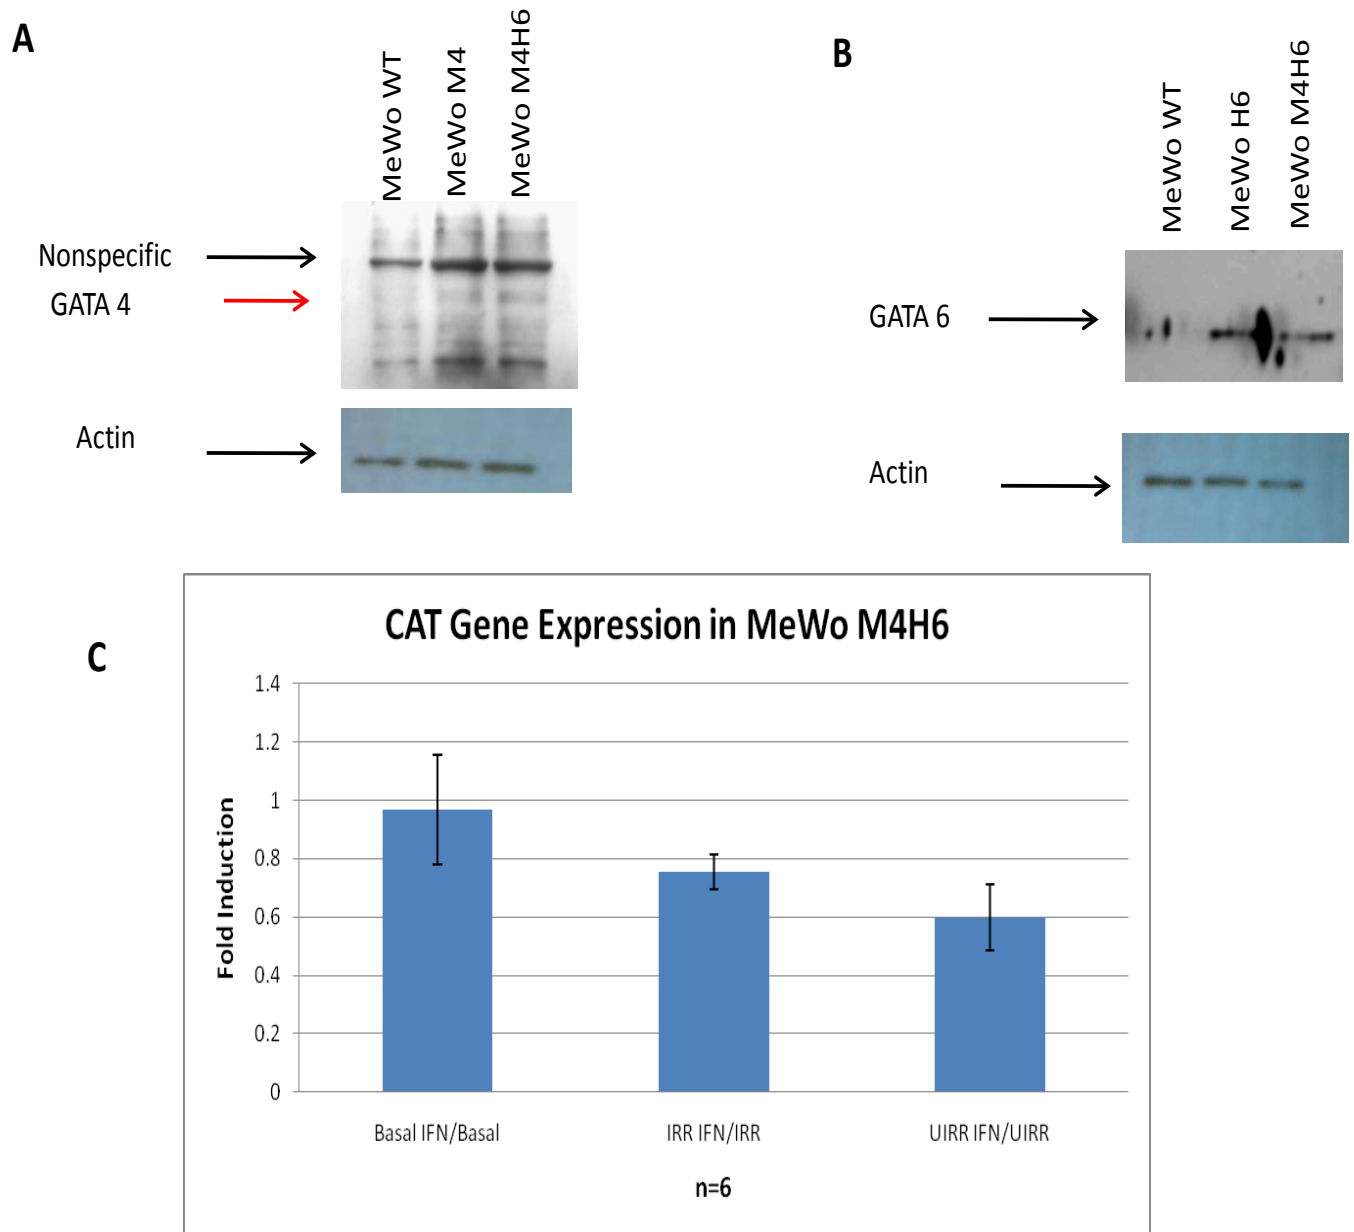 A
MeWo WT
MeWo M4
MeWo M4H6
Nonspecific
GATA 4
Actin
B
MeWo WT
MeWo H6
MeWo M4H6
GATA 6
Actin
C
CAT Gene Expression in MeWo M4H6
Fold Induction
1.4
1.2
1
0.8
0.6
0.4
0.2
0
Basal IFN/Basal
IRR IFN/IRR
UIRR IFN/UIRR
n=6